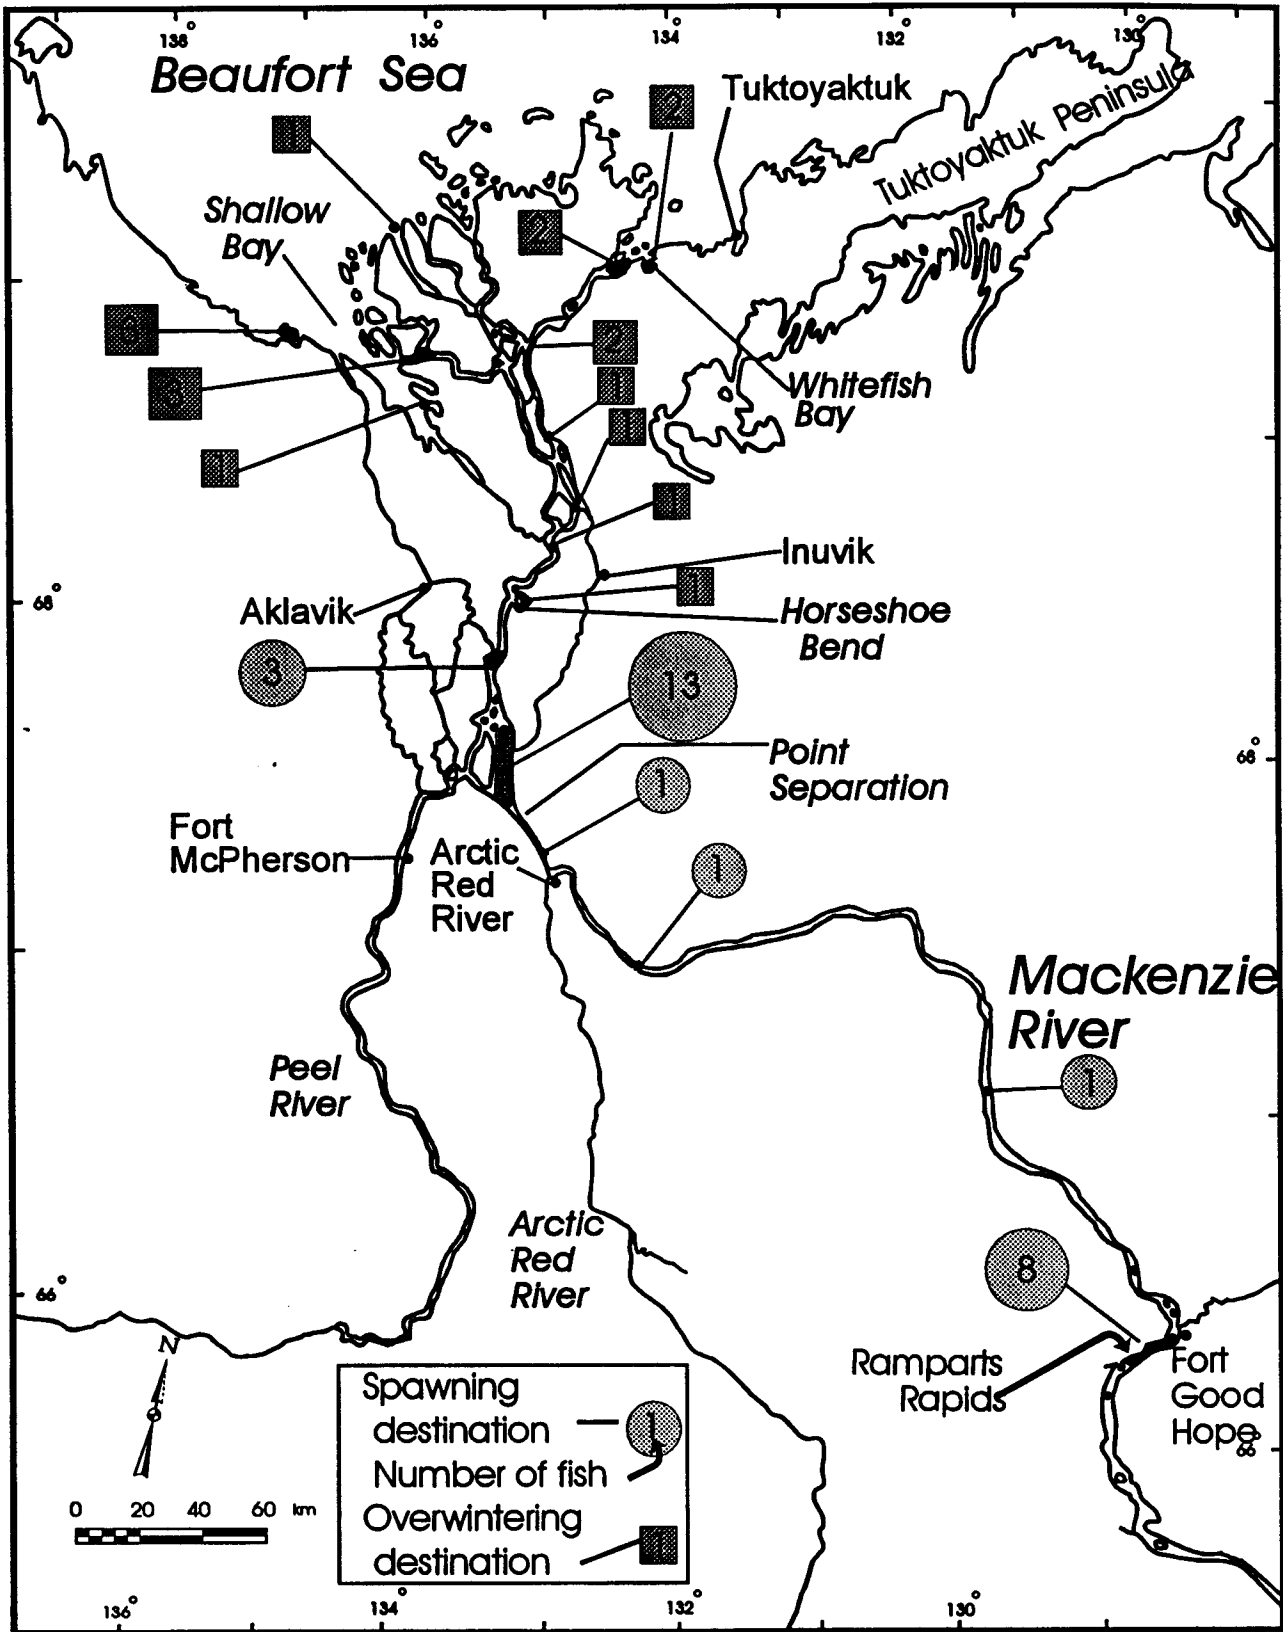 138° 136° 134° 132° 130°
Beaufort Sea
Tuktoyaktuk
2
1
Tuktoyaktuk Peninsula
Shallow
Bay
2
6
2
3
1
Whitefish
Bay
1
1
1
Inuvik
68°
Aklavik
1
Horseshoe
Bend
3
13
Point
Separation
68°
1
Fort
McPherson
Arctic
Red
River
1
Mackenzie
River
Peel
River
1
Arctic
Red
River
8
66°
N
Ramparts
Rapids
Fort
Good
Hope
66°
Spawning
destination
1
Number of fish
Overwintering
destination
1
0 20 40 60 km
136° 134° 132° 130°